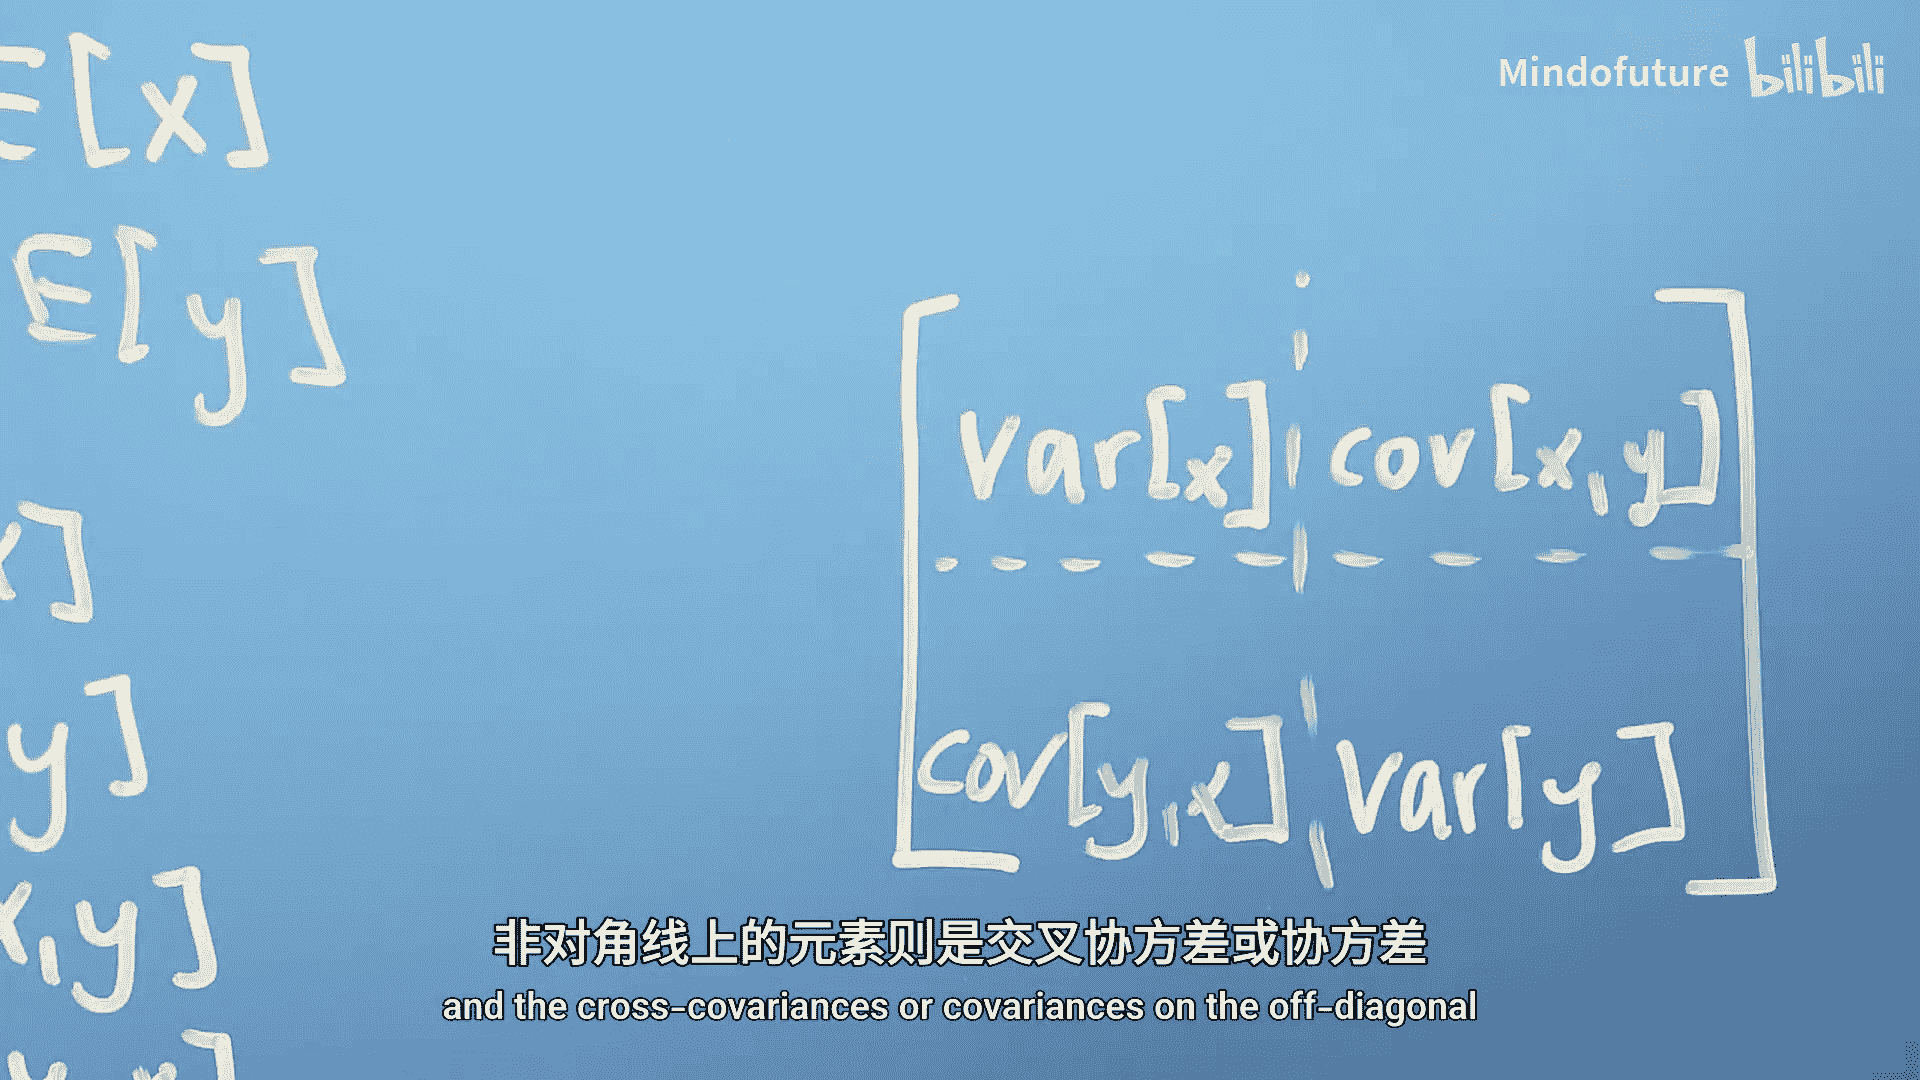 Mindofuture bilibili
E[x]
E[y]
x]
y]
x,y]
y,x]
var[x] cov[x,y]
cov[y,x] var[y]
非对角线上的元素则是交叉协方差或协方差
and the cross-covariances or covariances on the off-diagonal